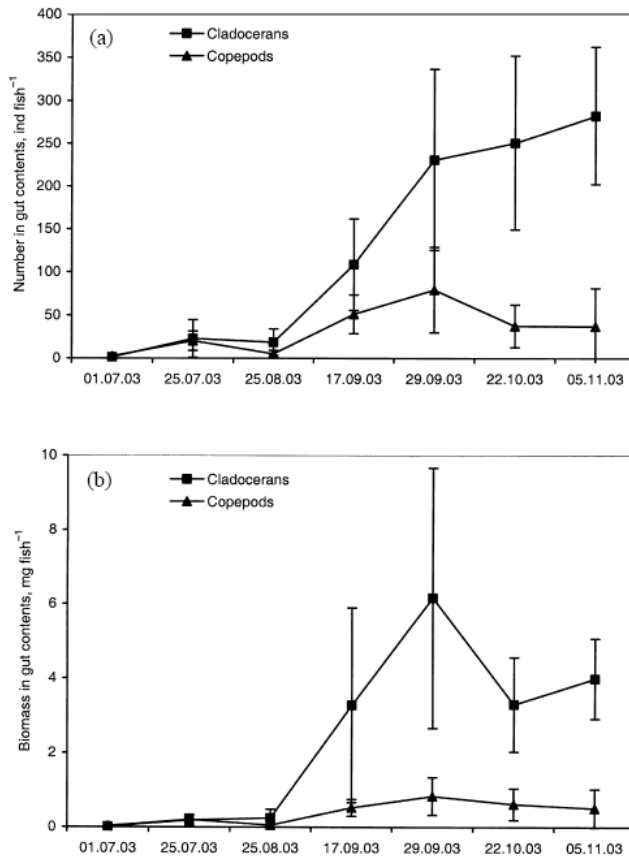 (a)
Cladocerans
Copepods
Number in gut contents, ind fish⁻¹
400
350
300
250
200
150
100
50
0
01.07.03 25.07.03 25.08.03 17.09.03 29.09.03 22.10.03 05.11.03
(b)
Cladocerans
Copepods
Biomass in gut contents, mg fish⁻¹
10
8
6
4
2
0
01.07.03 25.07.03 25.08.03 17.09.03 29.09.03 22.10.03 05.11.03